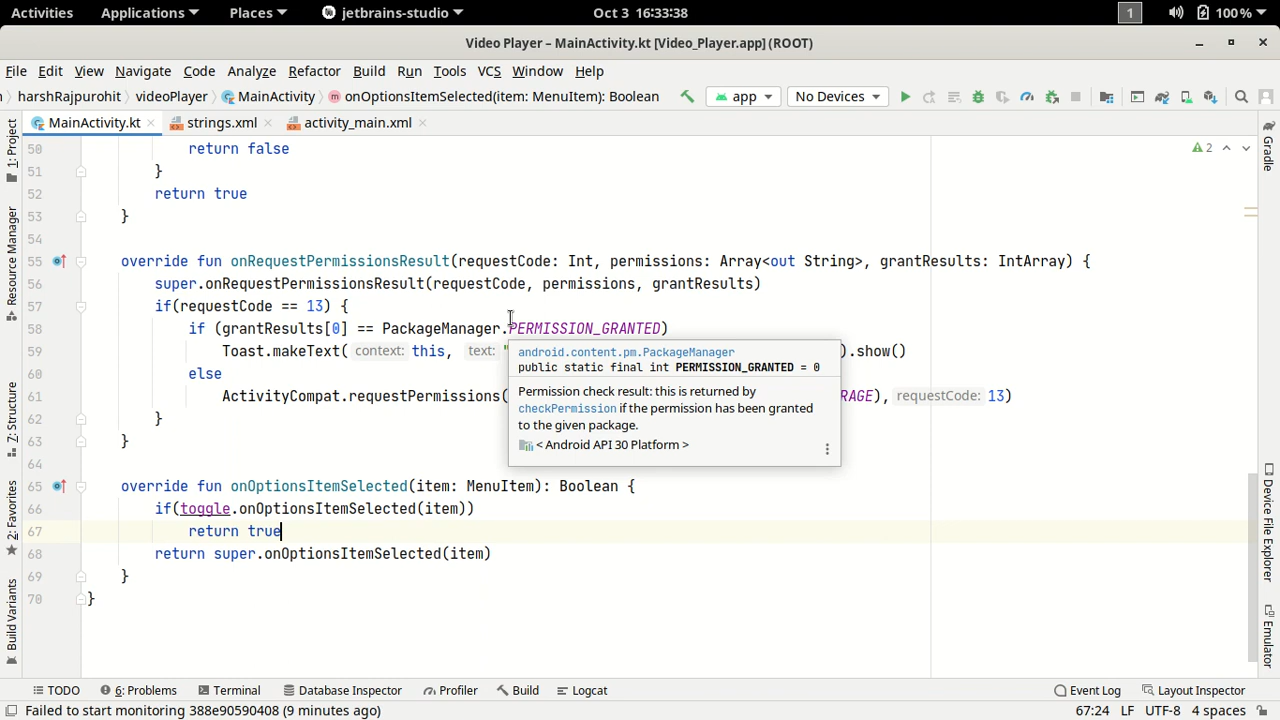 Activities Applications Places jetbrains-studio Oct 3 16:33:38 1 100%
Video Player – MainActivity.kt [Video_Player.app] (ROOT)
File Edit View Navigate Code Analyze Refactor Build Run Tools VCS Window Help
harshRajpurohit videoPlayer MainActivity onOptionsItemSelected(item: MenuItem): Boolean app No Devices
MainActivity.kt strings.xml activity_main.xml
1: Project
Resource Manager
Z: Structure
2: Favorites
Build Variants
50 return false
51 }
52 return true
53 }
54
55 override fun onRequestPermissionsResult(requestCode: Int, permissions: Array<out String>, grantResults: IntArray) {
56 super.onRequestPermissionsResult(requestCode, permissions, grantResults)
57 if(requestCode == 13) {
58 if (grantResults[0] == PackageManager.PERMISSION_GRANTED)
59 Toast.makeText( context: this, text: " ).show()
60 else
61 ActivityCompat.requestPermissions( RAGE), requestCode: 13)
62 }
63 }
64
65 override fun onOptionsItemSelected(item: MenuItem): Boolean {
66 if(toggle.onOptionsItemSelected(item))
67 return true
68 return super.onOptionsItemSelected(item)
69 }
70 }
android.content.pm.PackageManager
public static final int PERMISSION_GRANTED = 0
Permission check result: this is returned by
checkPermission if the permission has been granted
to the given package.
< Android API 30 Platform >
2
Gradle
Device File Explorer
Emulator
TODO 6: Problems Terminal Database Inspector Profiler Build Logcat Event Log Layout Inspector
Failed to start monitoring 388e90590408 (9 minutes ago) 67:24 LF UTF-8 4 spaces